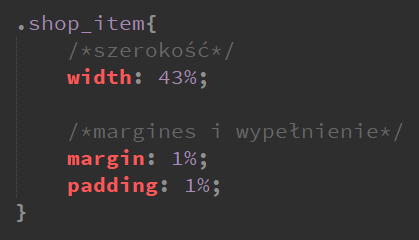 .shop_item{
/*szerokość*/
width: 43%;
/*margines i wypełnienie*/
margin: 1%;
padding: 1%;
}